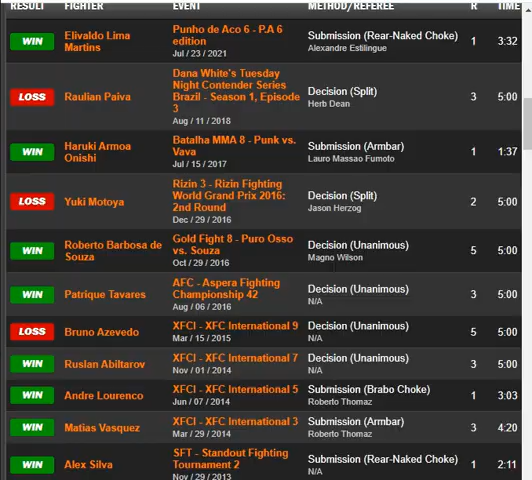 RESULT FIGHTER EVENT METHOD/REFEREE R TIME
WIN Elivaldo Lima Martins Punho de Aco 6 - P.A 6 edition Jul / 23 / 2021 Submission (Rear-Naked Choke) Alexandre Estilingue 1 3:32
LOSS Raulian Paiva Dana White's Tuesday Night Contender Series Brazil - Season 1, Episode 3 Aug / 11 / 2018 Decision (Split) Herb Dean 3 5:00
WIN Haruki Armoa Onishi Batalha MMA 8 - Punk vs. Vava Jul / 15 / 2017 Submission (Armbar) Lauro Massao Fumoto 1 1:37
LOSS Yuki Motoya Rizin 3 - Rizin Fighting World Grand Prix 2016: 2nd Round Dec / 29 / 2016 Decision (Split) Jason Herzog 2 5:00
WIN Roberto Barbosa de Souza Gold Fight 8 - Puro Osso vs. Souza Oct / 29 / 2016 Decision (Unanimous) Magno Wilson 5 5:00
WIN Patrique Tavares AFC - Aspera Fighting Championship 42 Aug / 06 / 2016 Decision (Unanimous) N/A 3 5:00
LOSS Bruno Azevedo XFCI - XFC International 9 Mar / 15 / 2015 Decision (Unanimous) N/A 5 5:00
WIN Ruslan Abiltarov XFCI - XFC International 7 Nov / 01 / 2014 Decision (Unanimous) N/A 3 5:00
WIN Andre Lourenco XFCI - XFC International 5 Jun / 07 / 2014 Submission (Brabo Choke) Roberto Thomaz 1 3:03
WIN Matias Vasquez XFCI - XFC International 3 Mar / 29 / 2014 Submission (Armbar) Roberto Thomaz 3 4:20
WIN Alex Silva SFT - Standout Fighting Tournament 2 Nov / 29 / 2013 Submission (Rear-Naked Choke) N/A 1 2:11